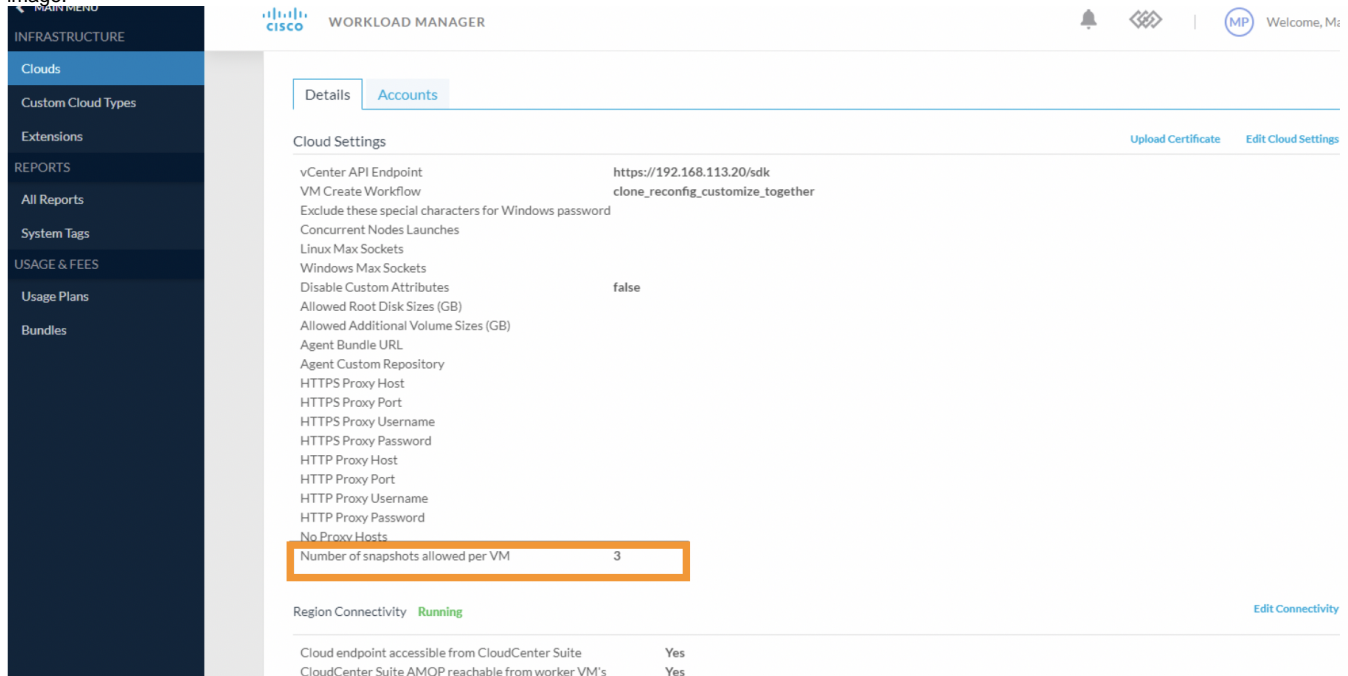 MAIN MENU
INFRASTRUCTURE
Clouds
Custom Cloud Types
Extensions
REPORTS
All Reports
System Tags
USAGE & FEES
Usage Plans
Bundles
CISCO WORKLOAD MANAGER
MP Welcome, Ma
Details Accounts
Cloud Settings Upload Certificate Edit Cloud Settings
vCenter API Endpoint https://192.168.113.20/sdk
VM Create Workflow clone_reconfig_customize_together
Exclude these special characters for Windows password
Concurrent Nodes Launches
Linux Max Sockets
Windows Max Sockets
Disable Custom Attributes false
Allowed Root Disk Sizes (GB)
Allowed Additional Volume Sizes (GB)
Agent Bundle URL
Agent Custom Repository
HTTPS Proxy Host
HTTPS Proxy Port
HTTPS Proxy Username
HTTPS Proxy Password
HTTP Proxy Host
HTTP Proxy Port
HTTP Proxy Username
HTTP Proxy Password
No Proxy Hosts
Number of snapshots allowed per VM 3
Region Connectivity Running Edit Connectivity
Cloud endpoint accessible from CloudCenter Suite Yes
CloudCenter Suite AMQP reachable from worker VM's Yes